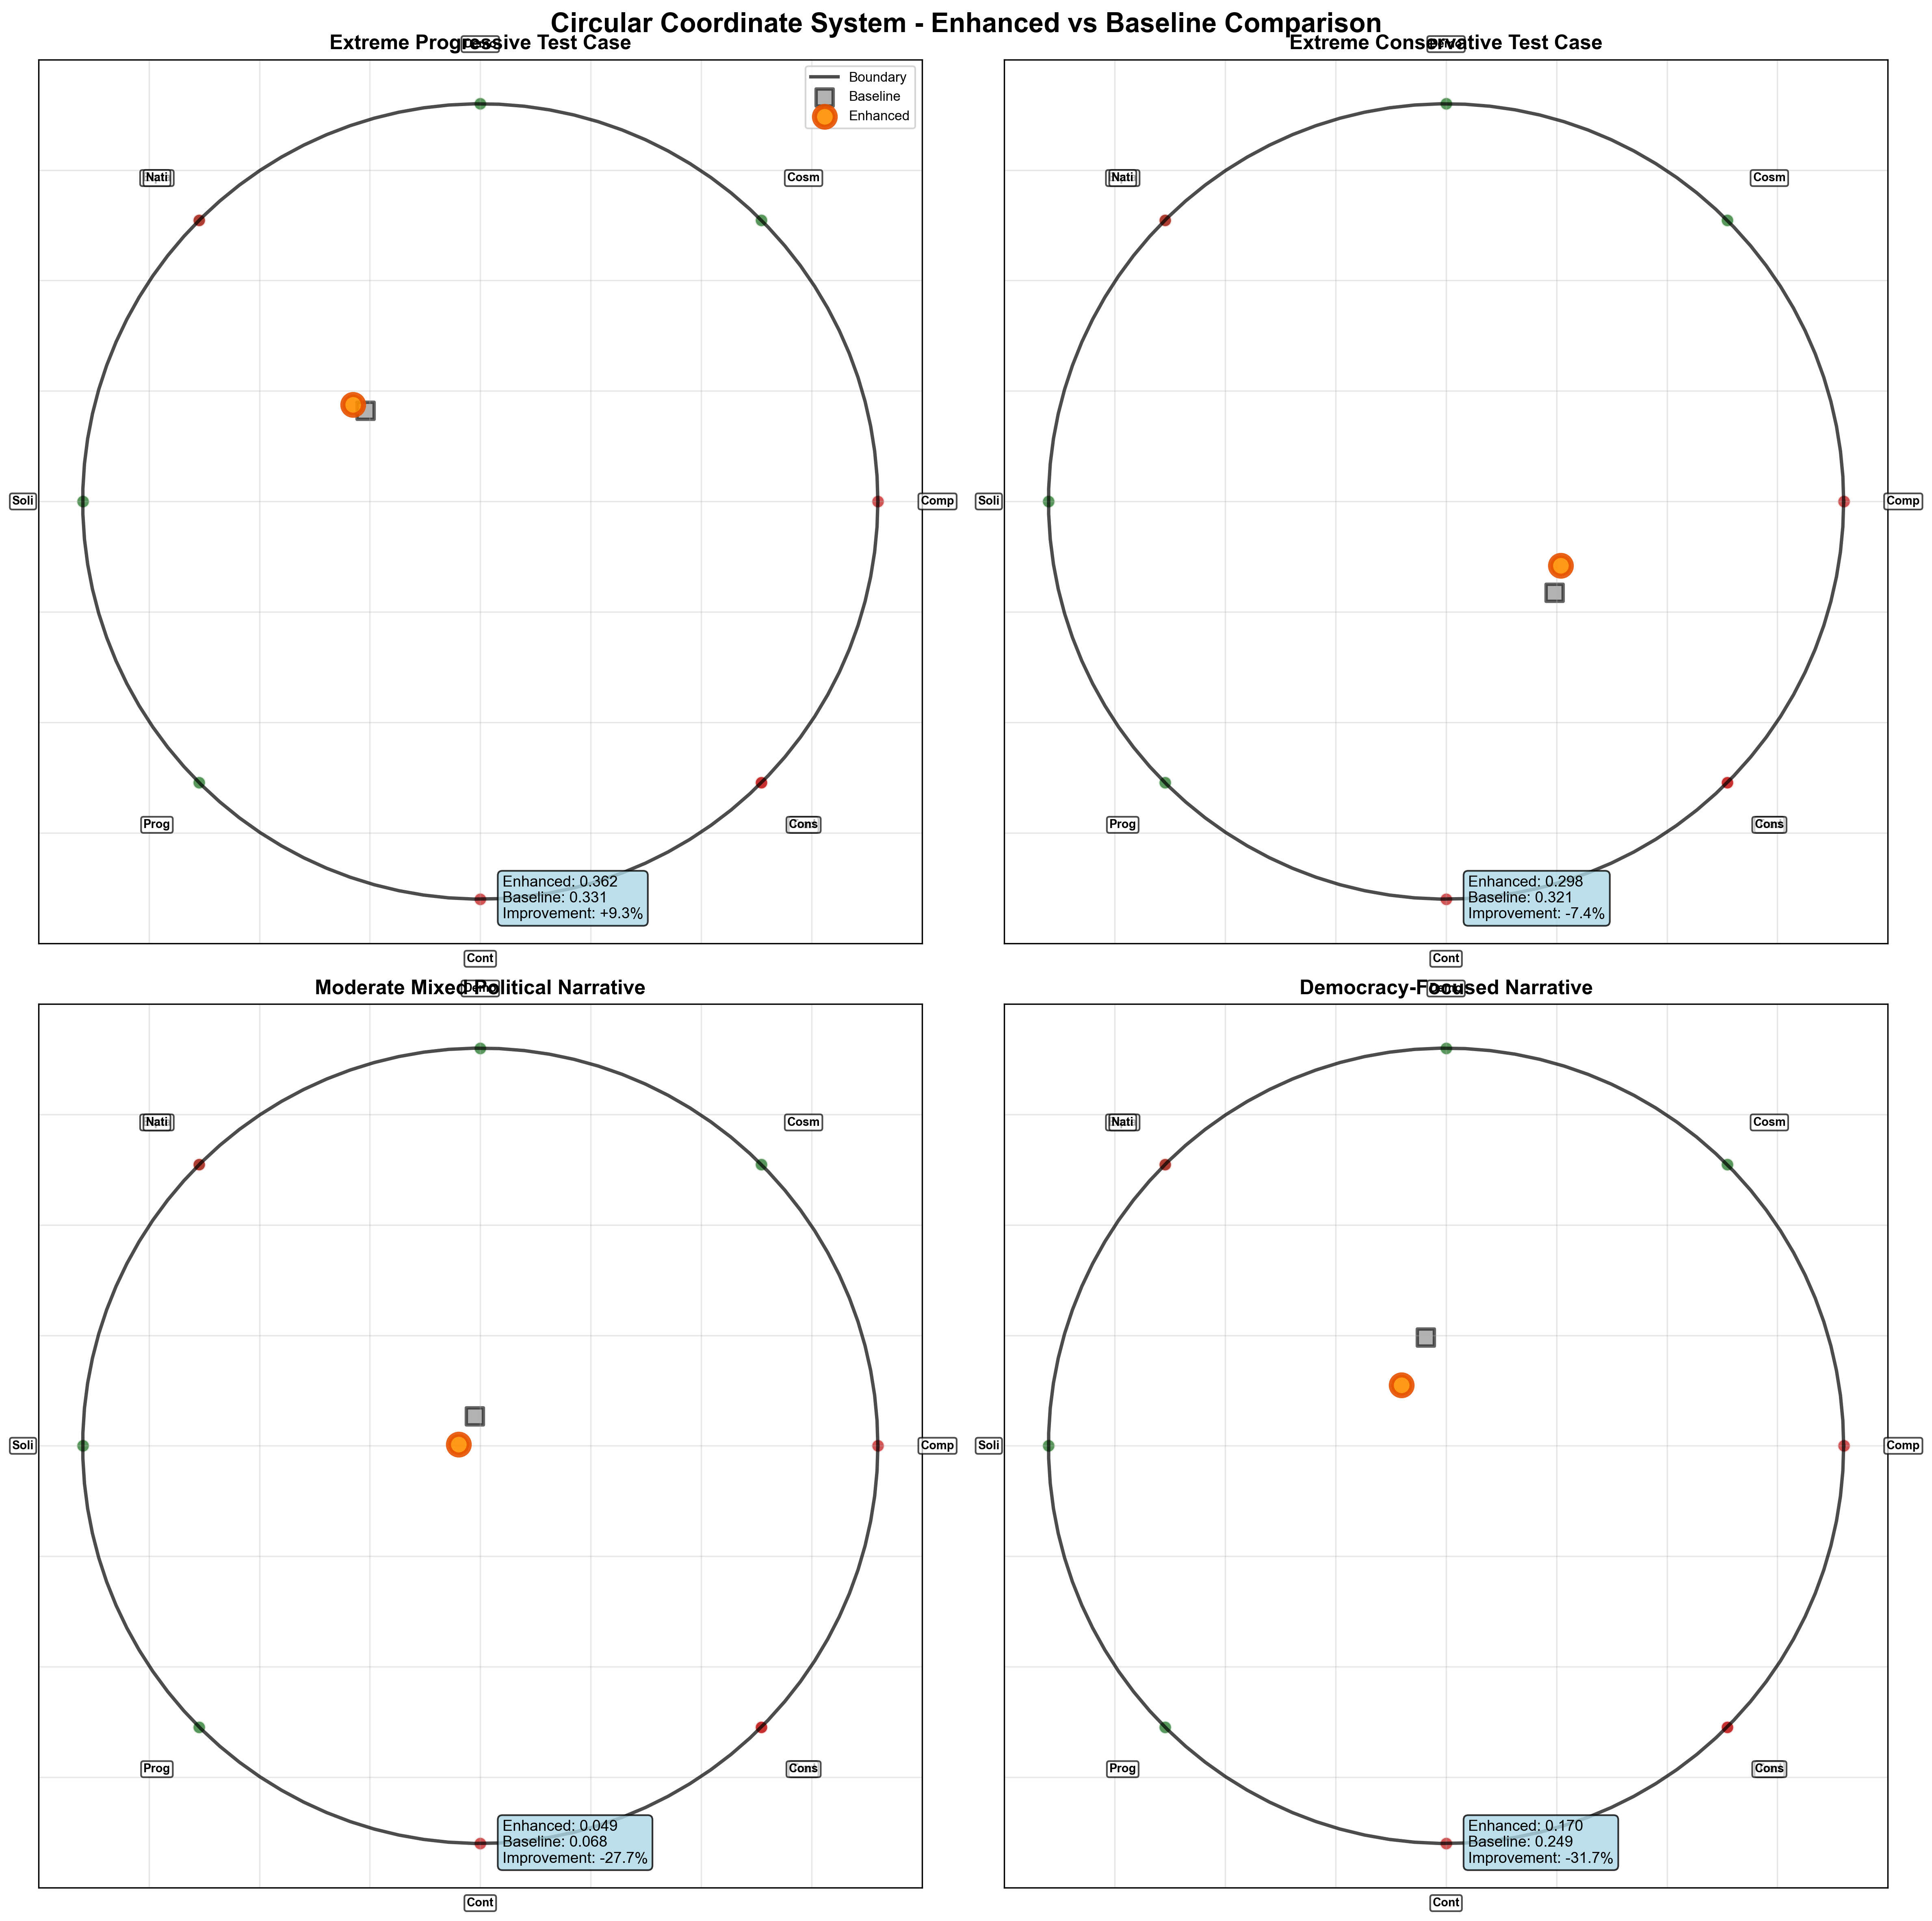 Circular Coordinate System - Enhanced vs Baseline Comparison
Extreme Progressive Test Case
Boundary
Baseline
Enhanced
Nati
Cosm
Soli
Comp
Prog
Cons
Enhanced: 0.362
Baseline: 0.331
Improvement: +9.3%
Cont
Extreme Conservative Test Case
Nati
Cosm
Soli
Comp
Prog
Cons
Enhanced: 0.298
Baseline: 0.321
Improvement: -7.4%
Cont
Moderate Mixed Political Narrative
Nati
Cosm
Soli
Comp
Prog
Cons
Enhanced: 0.049
Baseline: 0.068
Improvement: -27.7%
Cont
Democracy-Focused Narrative
Nati
Cosm
Soli
Comp
Prog
Cons
Enhanced: 0.170
Baseline: 0.249
Improvement: -31.7%
Cont